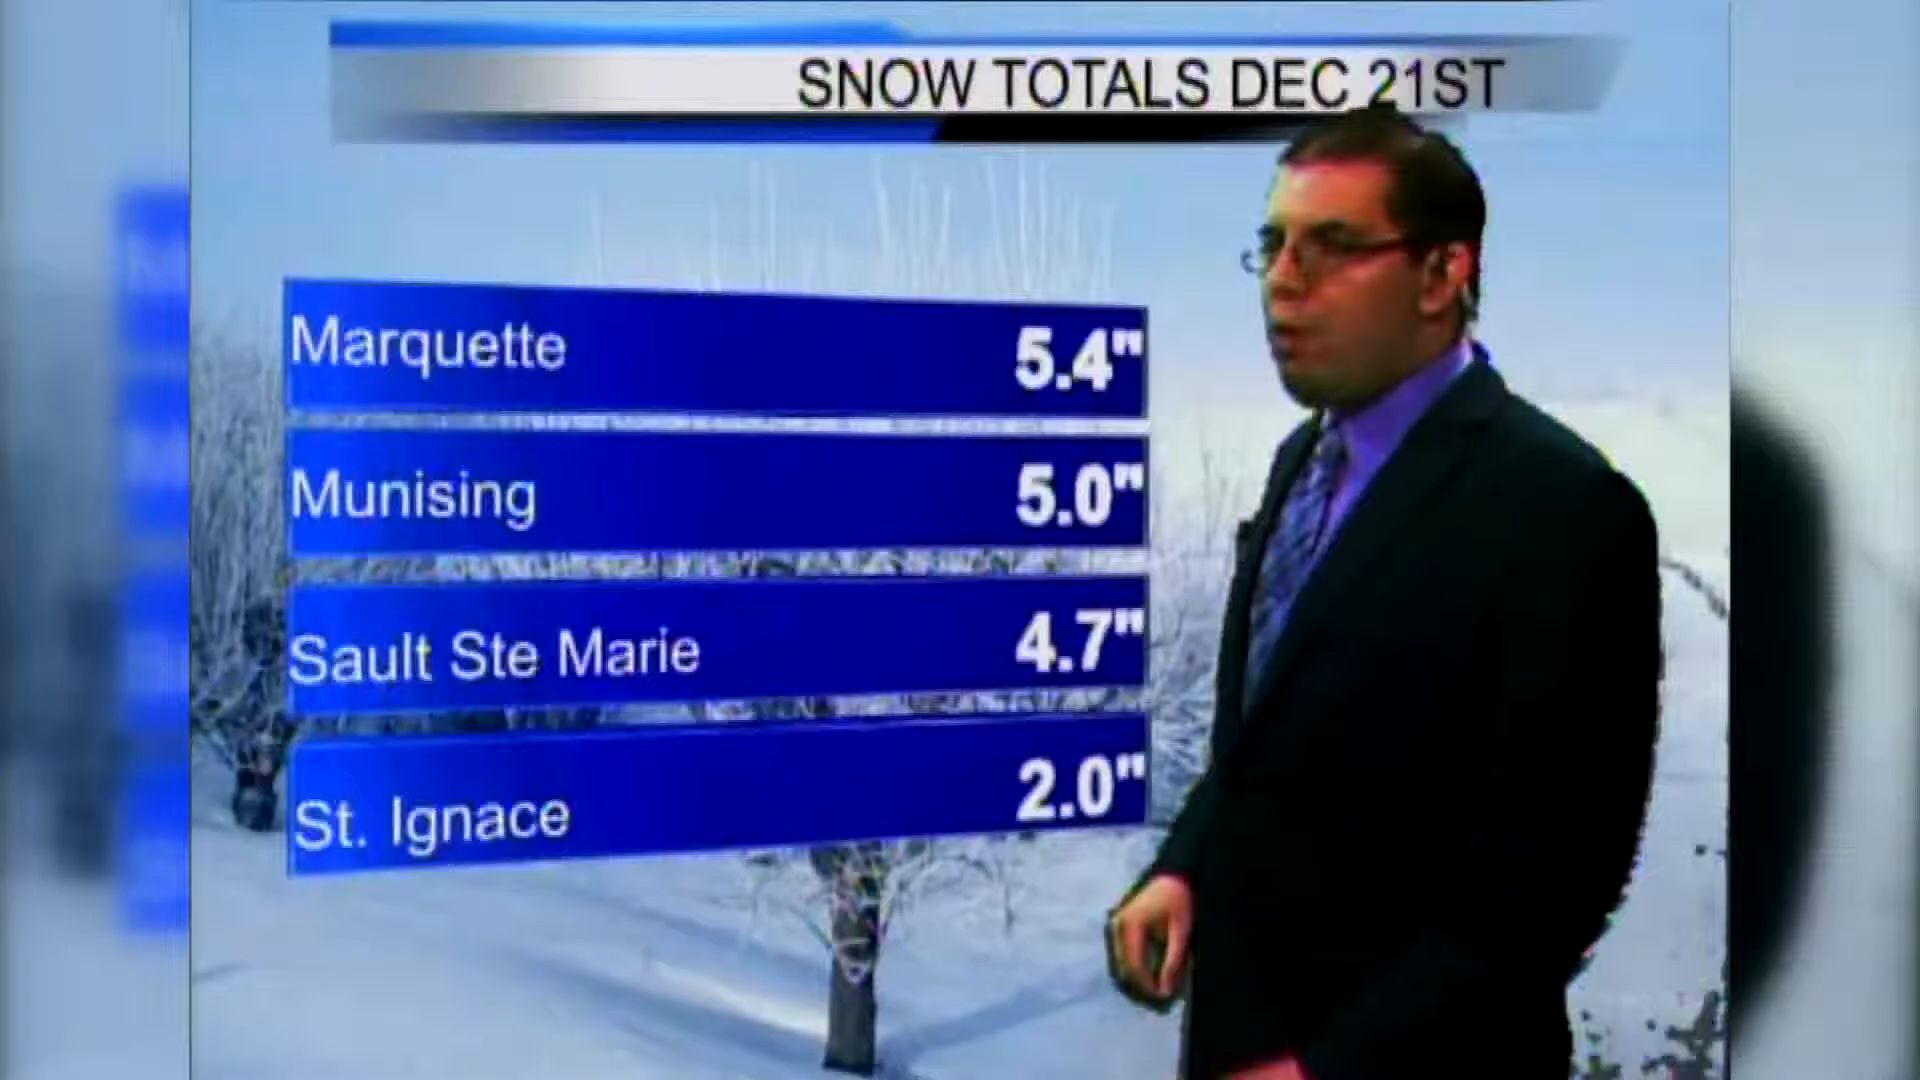 SNOW TOTALS DEC 21ST
Marquette 5.4"
Munising 5.0"
Sault Ste Marie 4.7"
St. Ignace 2.0"